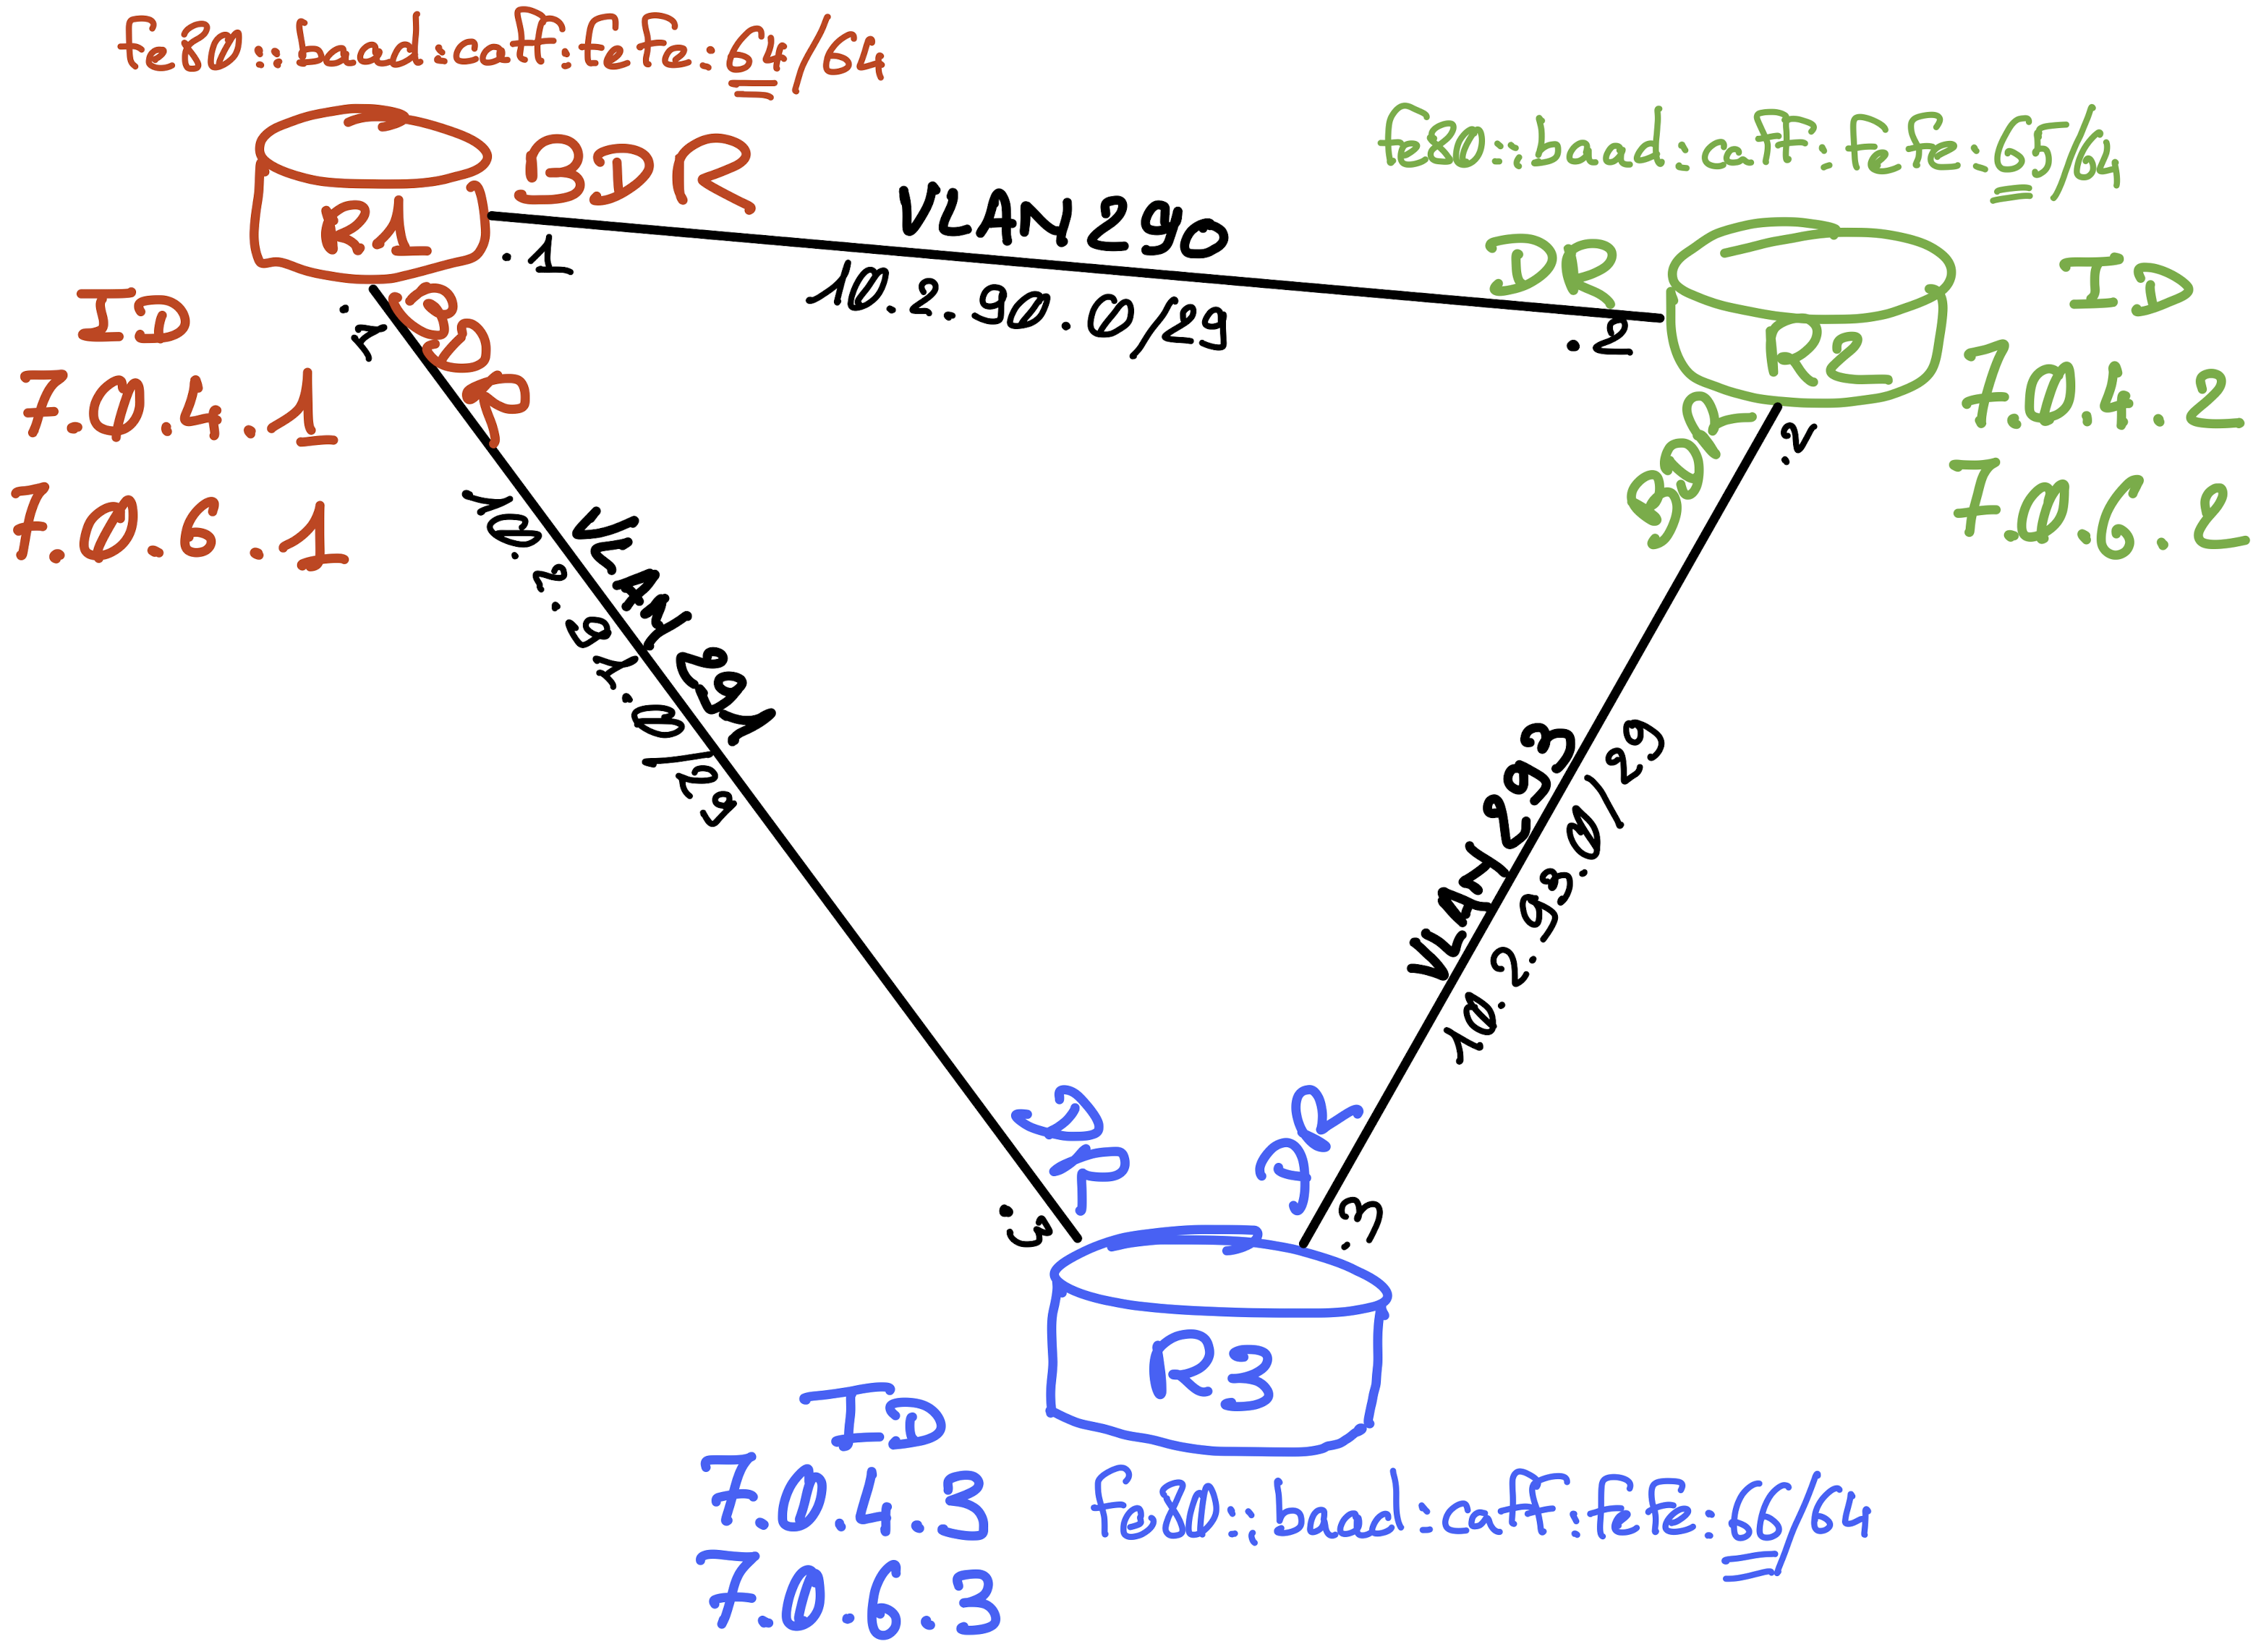 fe80::bad:caff:fefe:64/64
fe80::bad:caff:fefe:65/64
R1
BDR
VLAN 290
.1
10.2.90.0/29
DR
.2
R2
ID
7.0.4.1
7.0.6.1
ID
7.0.4.2
7.0.6.2
.1
BDR
BDR
.2
VLAN 291
10.2.91.0/29
VLAN 293
10.2.93.0/29
DR
DR
.3
.3
R3
ID
7.0.4.3
7.0.6.3
fe80::bad:caff:fefe:66/64